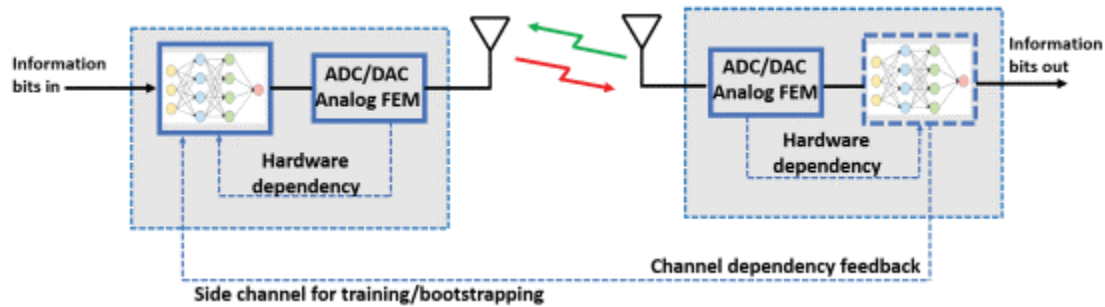 Information
bits in
ADC/DAC
Analog FEM
Hardware
dependency
ADC/DAC
Analog FEM
Hardware
dependency
Information
bits out
Channel dependency feedback
Side channel for training/bootstrapping